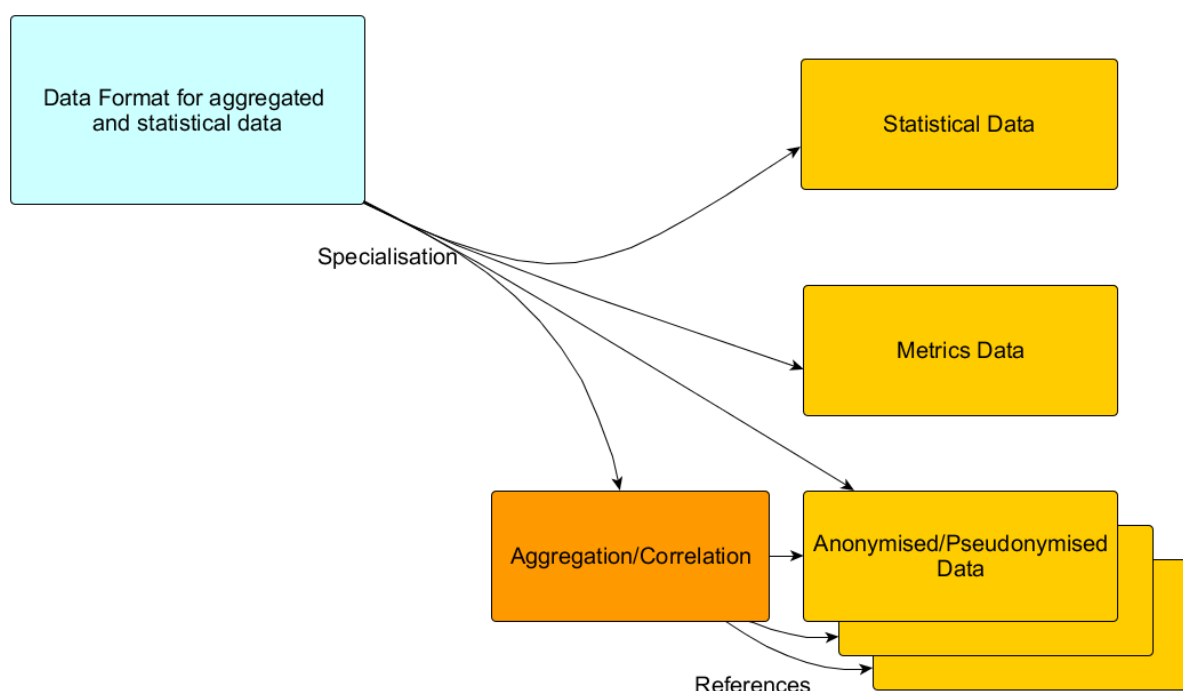 Data Format for aggregated
and statistical data
Statistical Data
Specialisation
Metrics Data
Aggregation/Correlation
Anonymised/Pseudonymised
Data
References